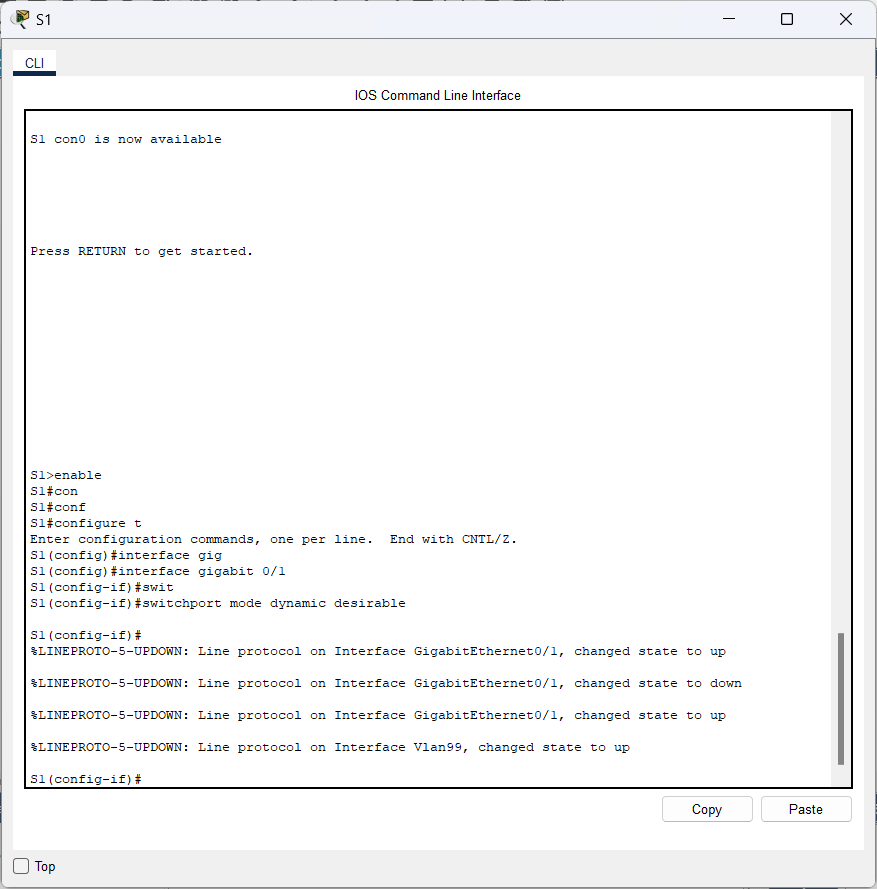 S1
CLI
IOS Command Line Interface
S1 con0 is now available
Press RETURN to get started.
S1>enable
S1#con
S1#conf
S1#configure t
Enter configuration commands, one per line.  End with CNTL/Z.
S1(config)#interface gig
S1(config)#interface gigabit 0/1
S1(config-if)#swit
S1(config-if)#switchport mode dynamic desirable
S1(config-if)#
%LINEPROTO-5-UPDOWN: Line protocol on Interface GigabitEthernet0/1, changed state to up
%LINEPROTO-5-UPDOWN: Line protocol on Interface GigabitEthernet0/1, changed state to down
%LINEPROTO-5-UPDOWN: Line protocol on Interface GigabitEthernet0/1, changed state to up
%LINEPROTO-5-UPDOWN: Line protocol on Interface Vlan99, changed state to up
S1(config-if)#
Copy
Paste
Top